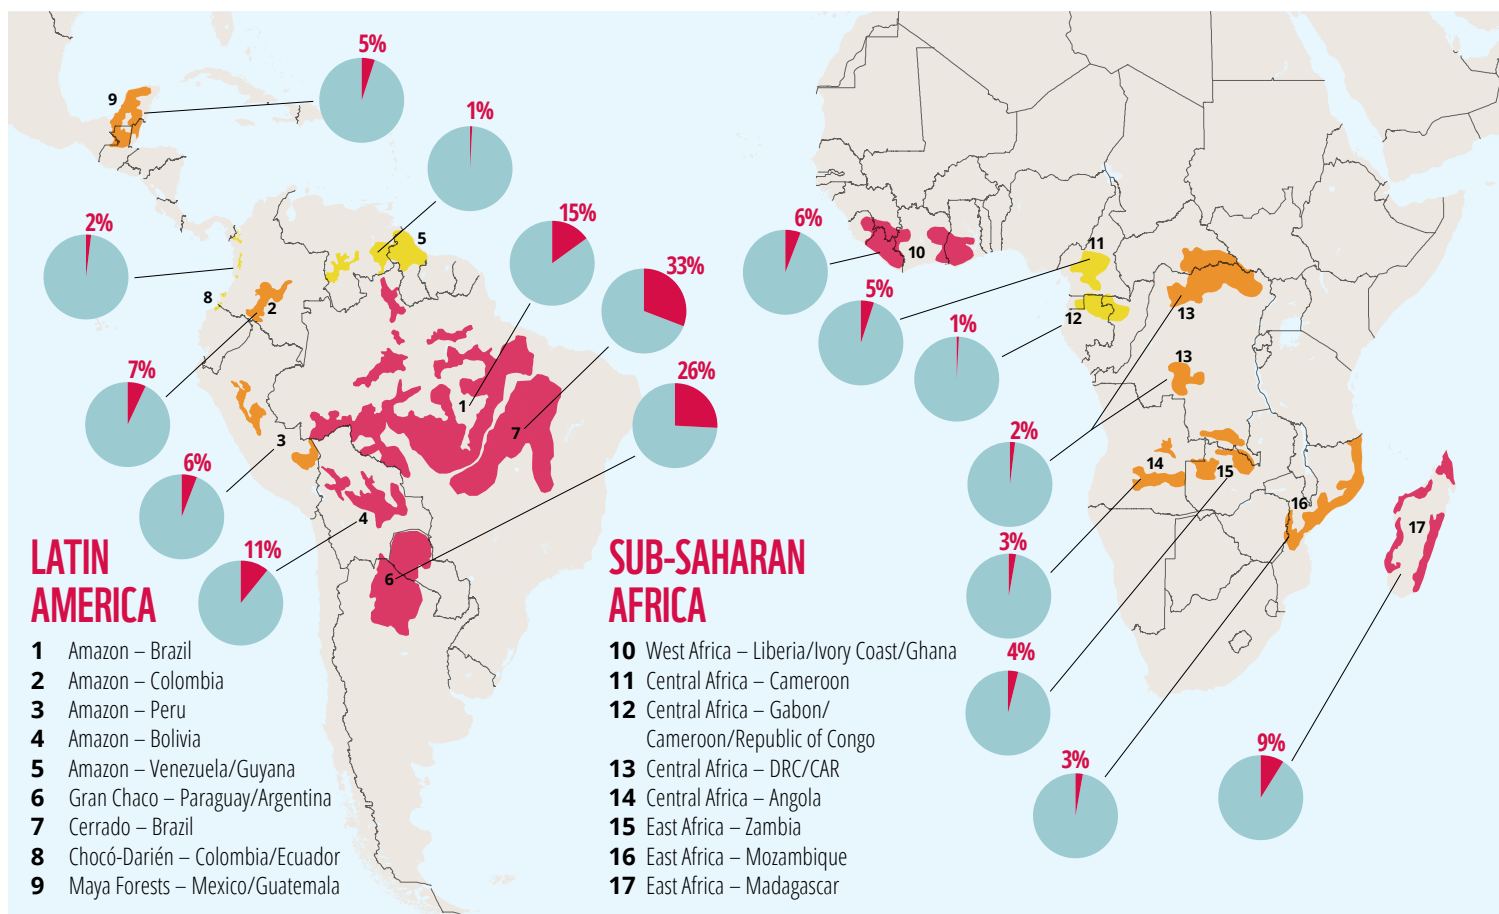 5%
9
1%
2%
15%
5
33%
8
2
7%
26%
1
7
3
6%
4
11%
6
LATIN
AMERICA
1 Amazon – Brazil
2 Amazon – Colombia
3 Amazon – Peru
4 Amazon – Bolivia
5 Amazon – Venezuela/Guyana
6 Gran Chaco – Paraguay/Argentina
7 Cerrado – Brazil
8 Chocó-Darién – Colombia/Ecuador
9 Maya Forests – Mexico/Guatemala
6%
10
11
5%
12
1%
13
13
2%
14
15
16
17
3%
4%
3%
9%
SUB-SAHARAN
AFRICA
10 West Africa – Liberia/Ivory Coast/Ghana
11 Central Africa – Cameroon
12 Central Africa – Gabon/
Cameroon/Republic of Congo
13 Central Africa – DRC/CAR
14 Central Africa – Angola
15 East Africa – Zambia
16 East Africa – Mozambique
17 East Africa – Madagascar